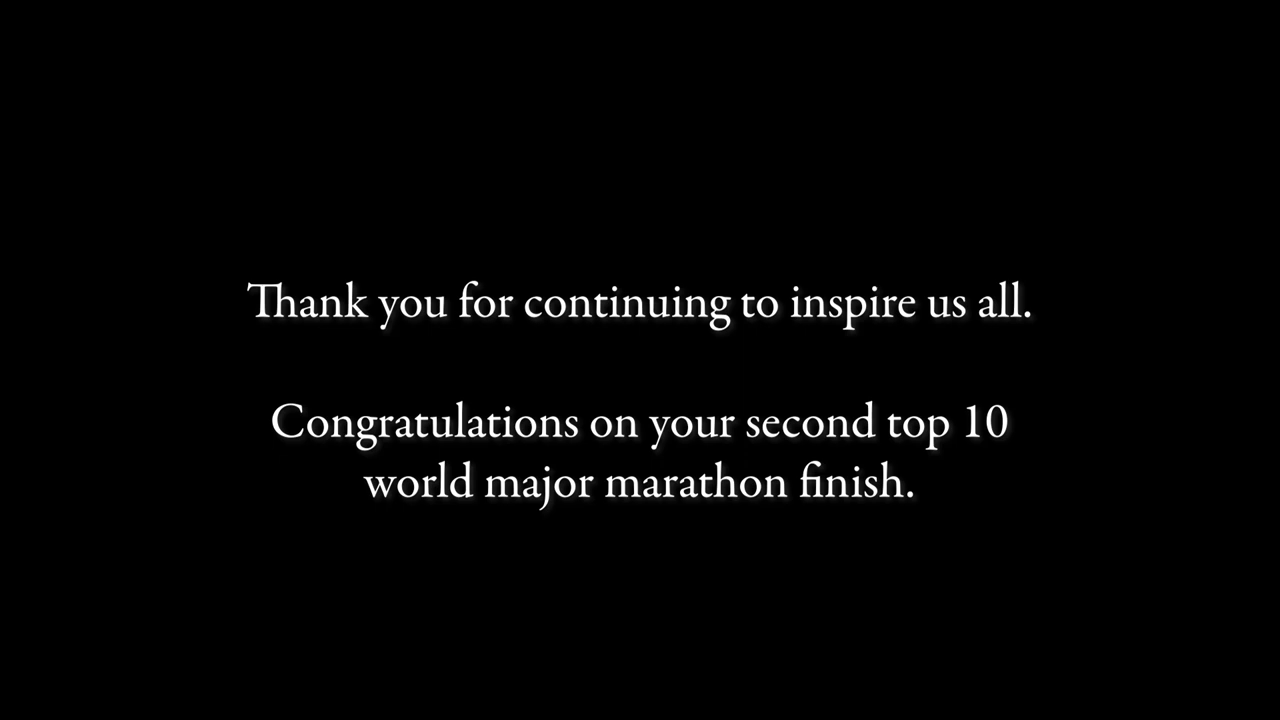 Thank you for continuing to inspire us all.
Congratulations on your second top 10
world major marathon finish.